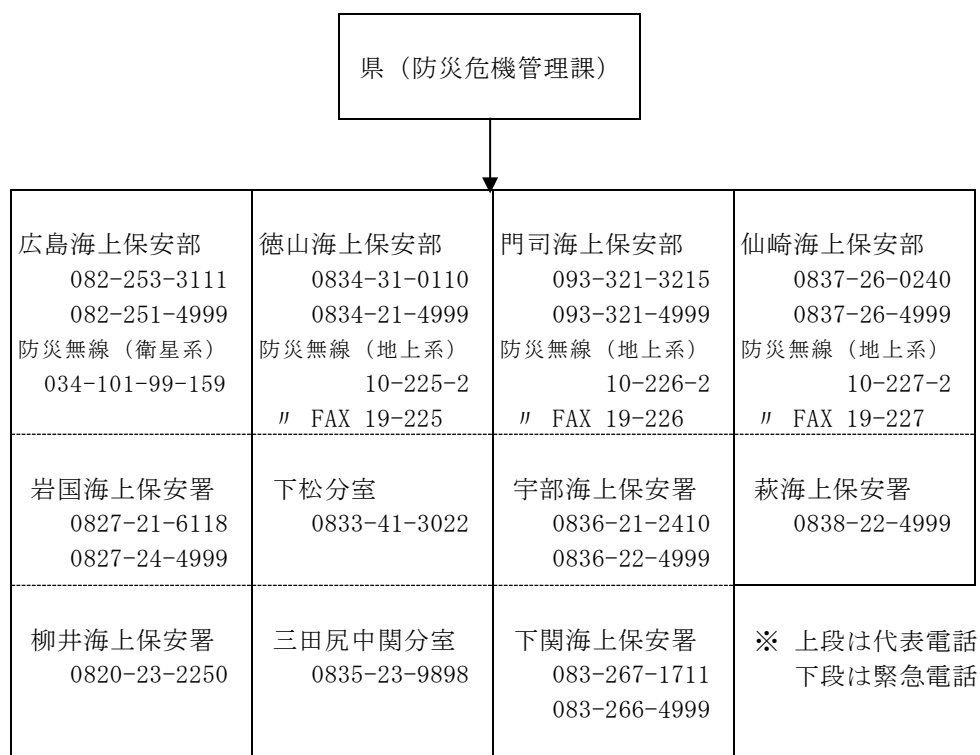 県（防災危機管理課）
広島海上保安部
082-253-3111
082-251-4999
防災無線（衛星系）
034-101-99-159
徳山海上保安部
0834-31-0110
0834-21-4999
防災無線（地上系）
10-225-2
〃 FAX 19-225
門司海上保安部
093-321-3215
093-321-4999
防災無線（地上系）
10-226-2
〃 FAX 19-226
仙崎海上保安部
0837-26-0240
0837-26-4999
防災無線（地上系）
10-227-2
〃 FAX 19-227
岩国海上保安署
0827-21-6118
0827-24-4999
下松分室
0833-41-3022
宇部海上保安署
0836-21-2410
0836-22-4999
萩海上保安署
0838-22-4999
柳井海上保安署
0820-23-2250
三田尻中関分室
0835-23-9898
下関海上保安署
083-267-1711
083-266-4999
※ 上段は代表電話
下段は緊急電話